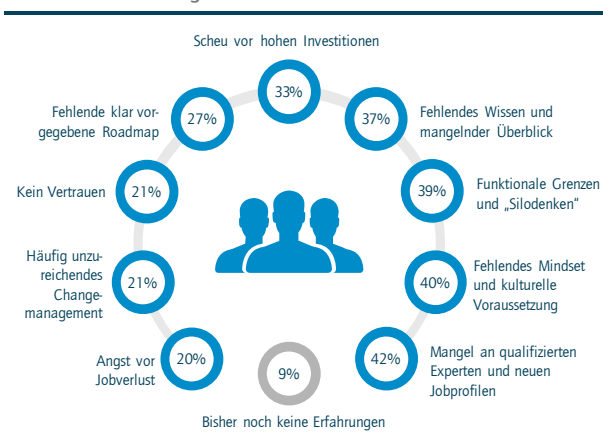 Scheu vor hohen Investitionen
33%
Fehlende klar vor-
gegebene Roadmap
27%
37%
Fehlendes Wissen und
mangelnder Überblick
Kein Vertrauen
21%
39%
Funktionale Grenzen
und „Silodenken“
Häufig unzu-
reichendes
Change-
management
21%
40%
Fehlendes Mindset
und kulturelle
Voraussetzung
Angst vor
Jobverlust
20%
9%
42%
Mangel an qualifizierten
Experten und neuen
Jobprofilen
Bisher noch keine Erfahrungen